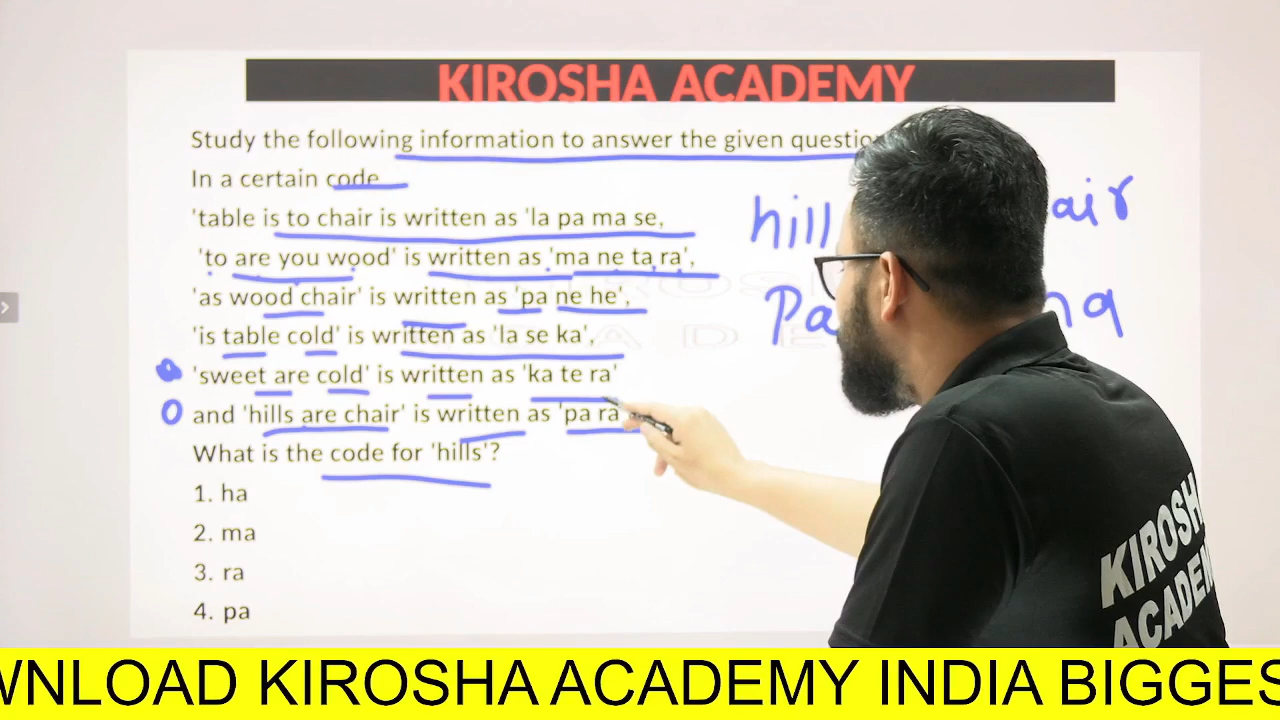 KIROSHA ACADEMY
Study the following information to answer the given
In a certain code
'table is to chair is written as 'la pa ma se,
'to are you wood' is written as 'ma ne ta ra',
'as wood chair' is written as 'pa ne he',
'is table cold' is written as 'la se ka',
'sweet are cold' is written as 'ka te ra'
and 'hills are chair' is written as 'pa ra
What is the code for 'hills'?
1. ha
2. ma
3. ra
4. pa
hill air
Pa
KIROSHA
ACADEMY
WNLOAD KIROSHA ACADEMY INDIA BIGGES